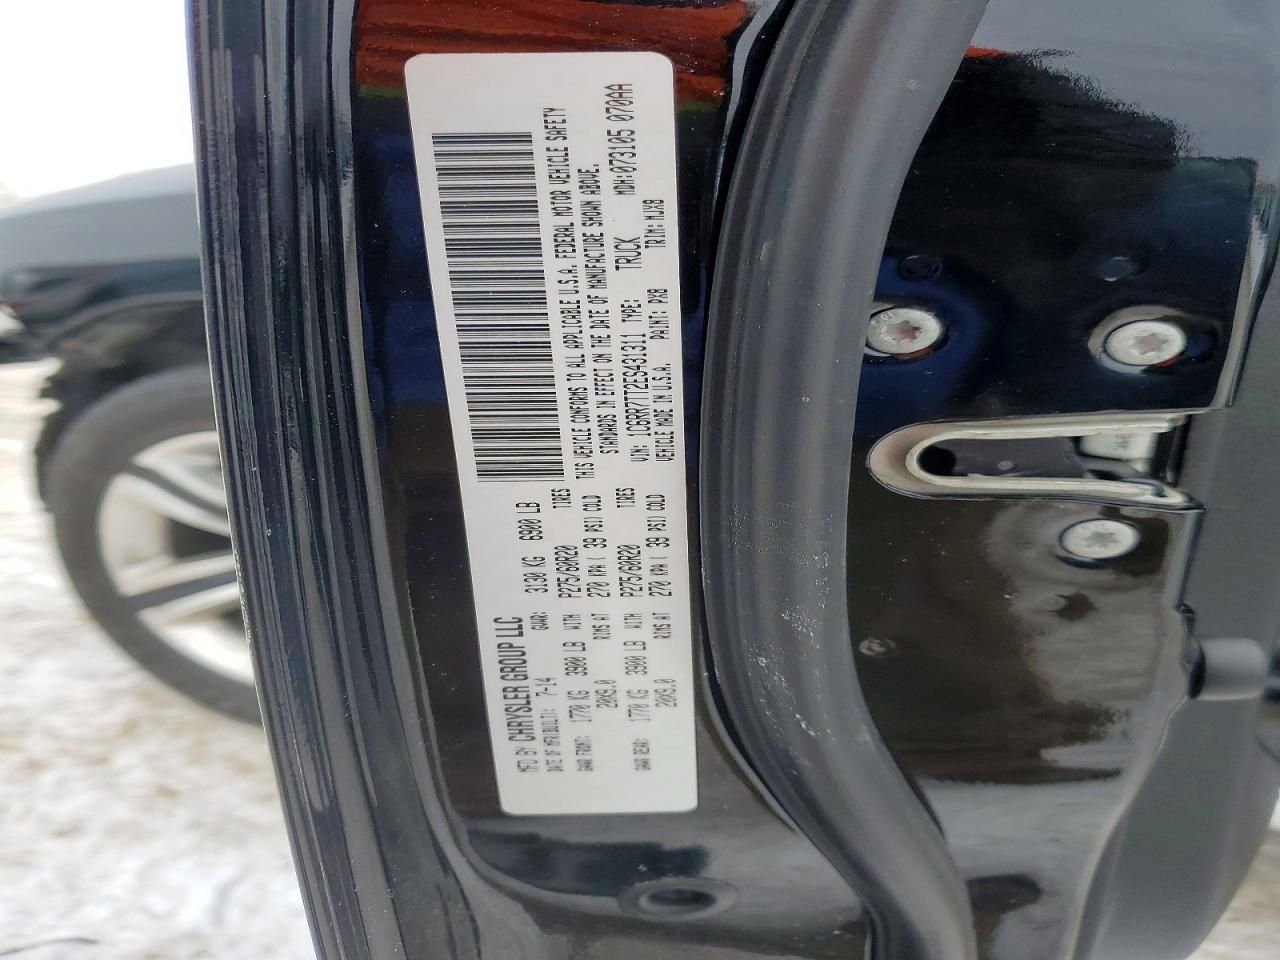 MFD BY CHRYSLER GROUP LLC
DATE OF MFR(BUILT): 7-14 GVWR: 3130 KG 6900 LB
GAWR FRONT: 1770 KG 3900 LB WITH P275/60R20 TIRES
20X9.0 RIMS AT 270 KPA ( 39 PSI) COLD
GAWR REAR: 1770 KG 3900 LB WITH P275/60R20 TIRES
20X9.0 RIMS AT 270 KPA ( 39 PSI) COLD
THIS VEHICLE CONFORMS TO ALL APPLICABLE U.S.A. FEDERAL MOTOR VEHICLE SAFETY
STANDARDS IN EFFECT ON THE DATE OF MANUFACTURE SHOWN ABOVE.
VIN: 1C6RR7TT2ES431311 TYPE: TRUCK MDH:073105 070AA
VEHICLE MADE IN U.S.A. PAINT: PX8 TRIM: MJX8